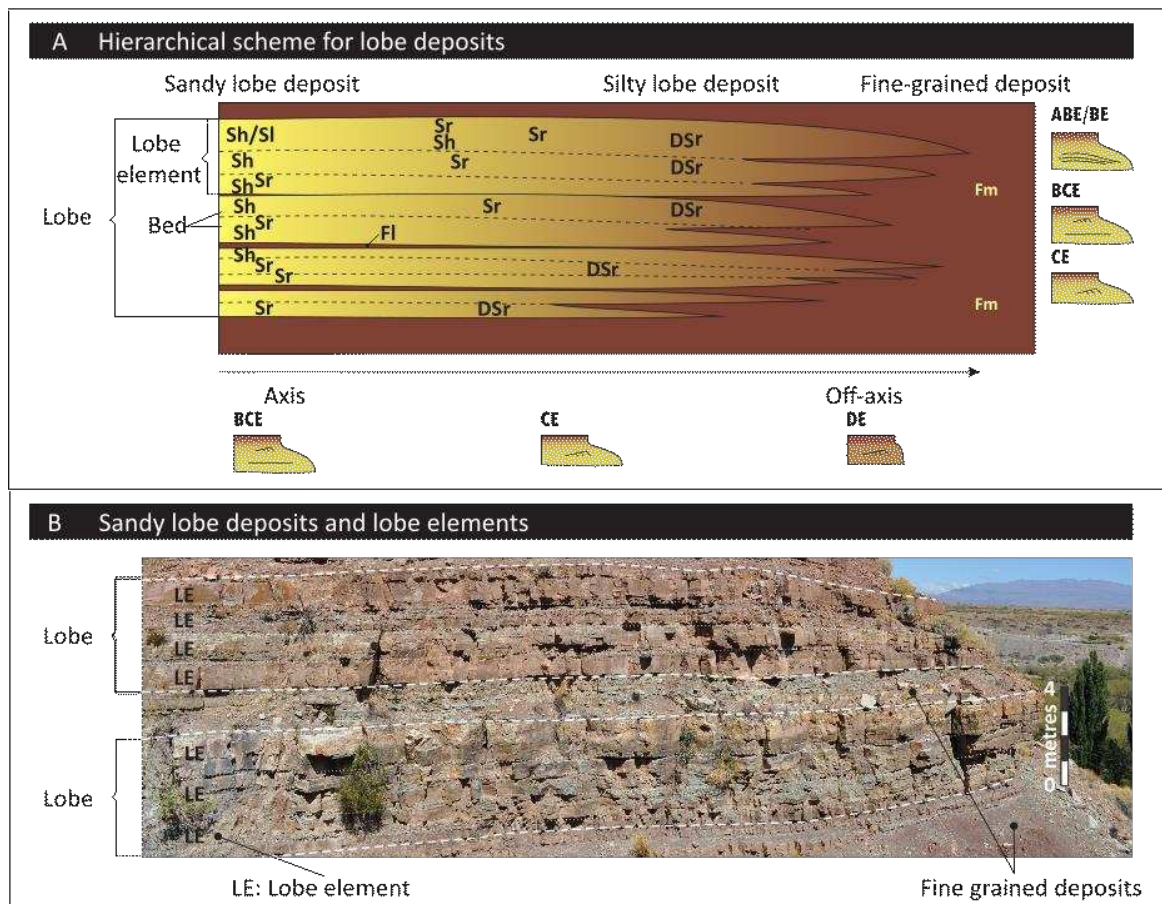 A Hierarchical scheme for lobe deposits
Sandy lobe deposit Silty lobe deposit Fine-grained deposit
ABE/BE
Lobe element
Lobe
Bed
Sh/Sl Sr Sh Sr DSr
Sh Sr DSr
Sh Sr Fm
Sh Sr DSr
Sh Sr Fl
Sh Sr Sr DSr
Sr DSr Fm
BCE
CE
Axis Off-axis
BCE CE DE
B Sandy lobe deposits and lobe elements
Lobe
LE
LE
LE
LE
Lobe
LE
LE
LE
4
metres
0
LE: Lobe element Fine grained deposits